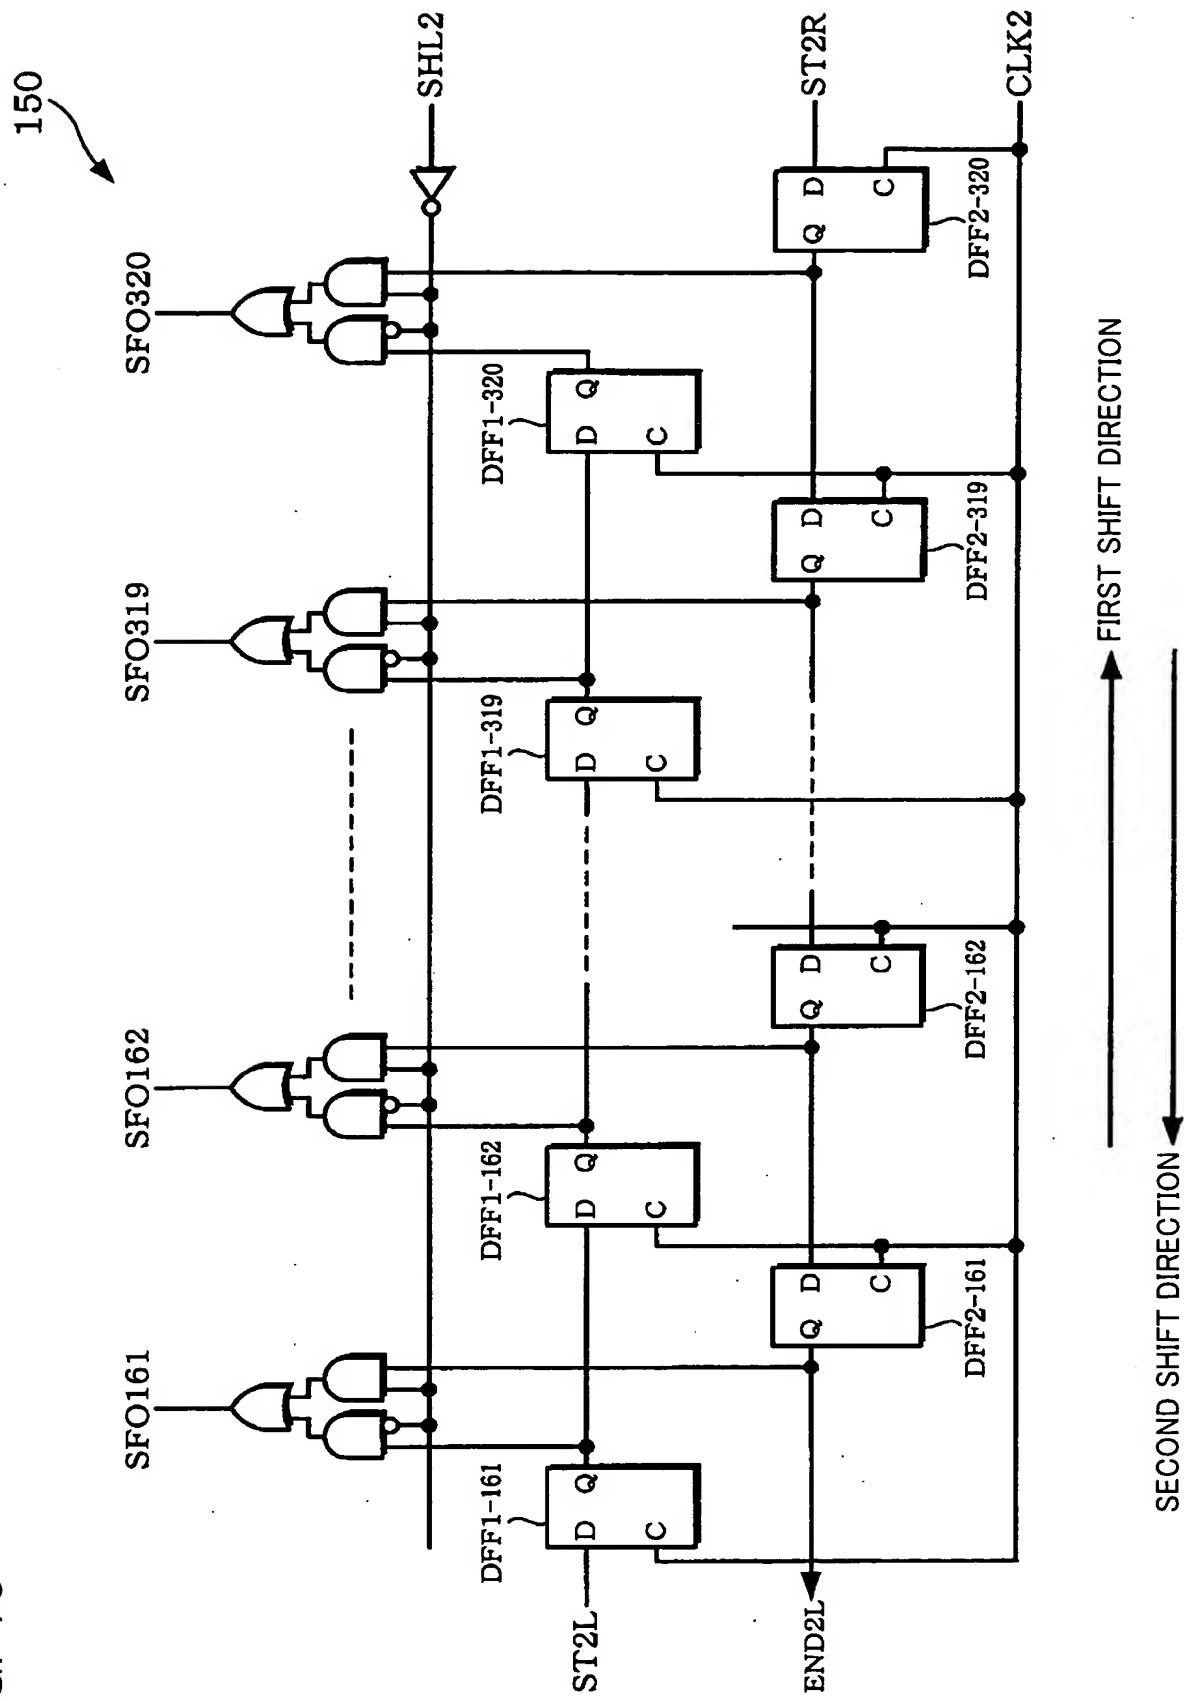 150
SFO161
SFO162
SFO319
SFO320
SHL2
DFF1-161
D
Q
C
DFF1-162
D
Q
C
DFF1-319
D
Q
C
DFF1-320
D
Q
C
ST2L
ST2R
DFF2-161
Q
D
C
DFF2-162
Q
D
C
DFF2-319
Q
D
C
DFF2-320
Q
D
C
END2L
CLK2
FIRST SHIFT DIRECTION
SECOND SHIFT DIRECTION